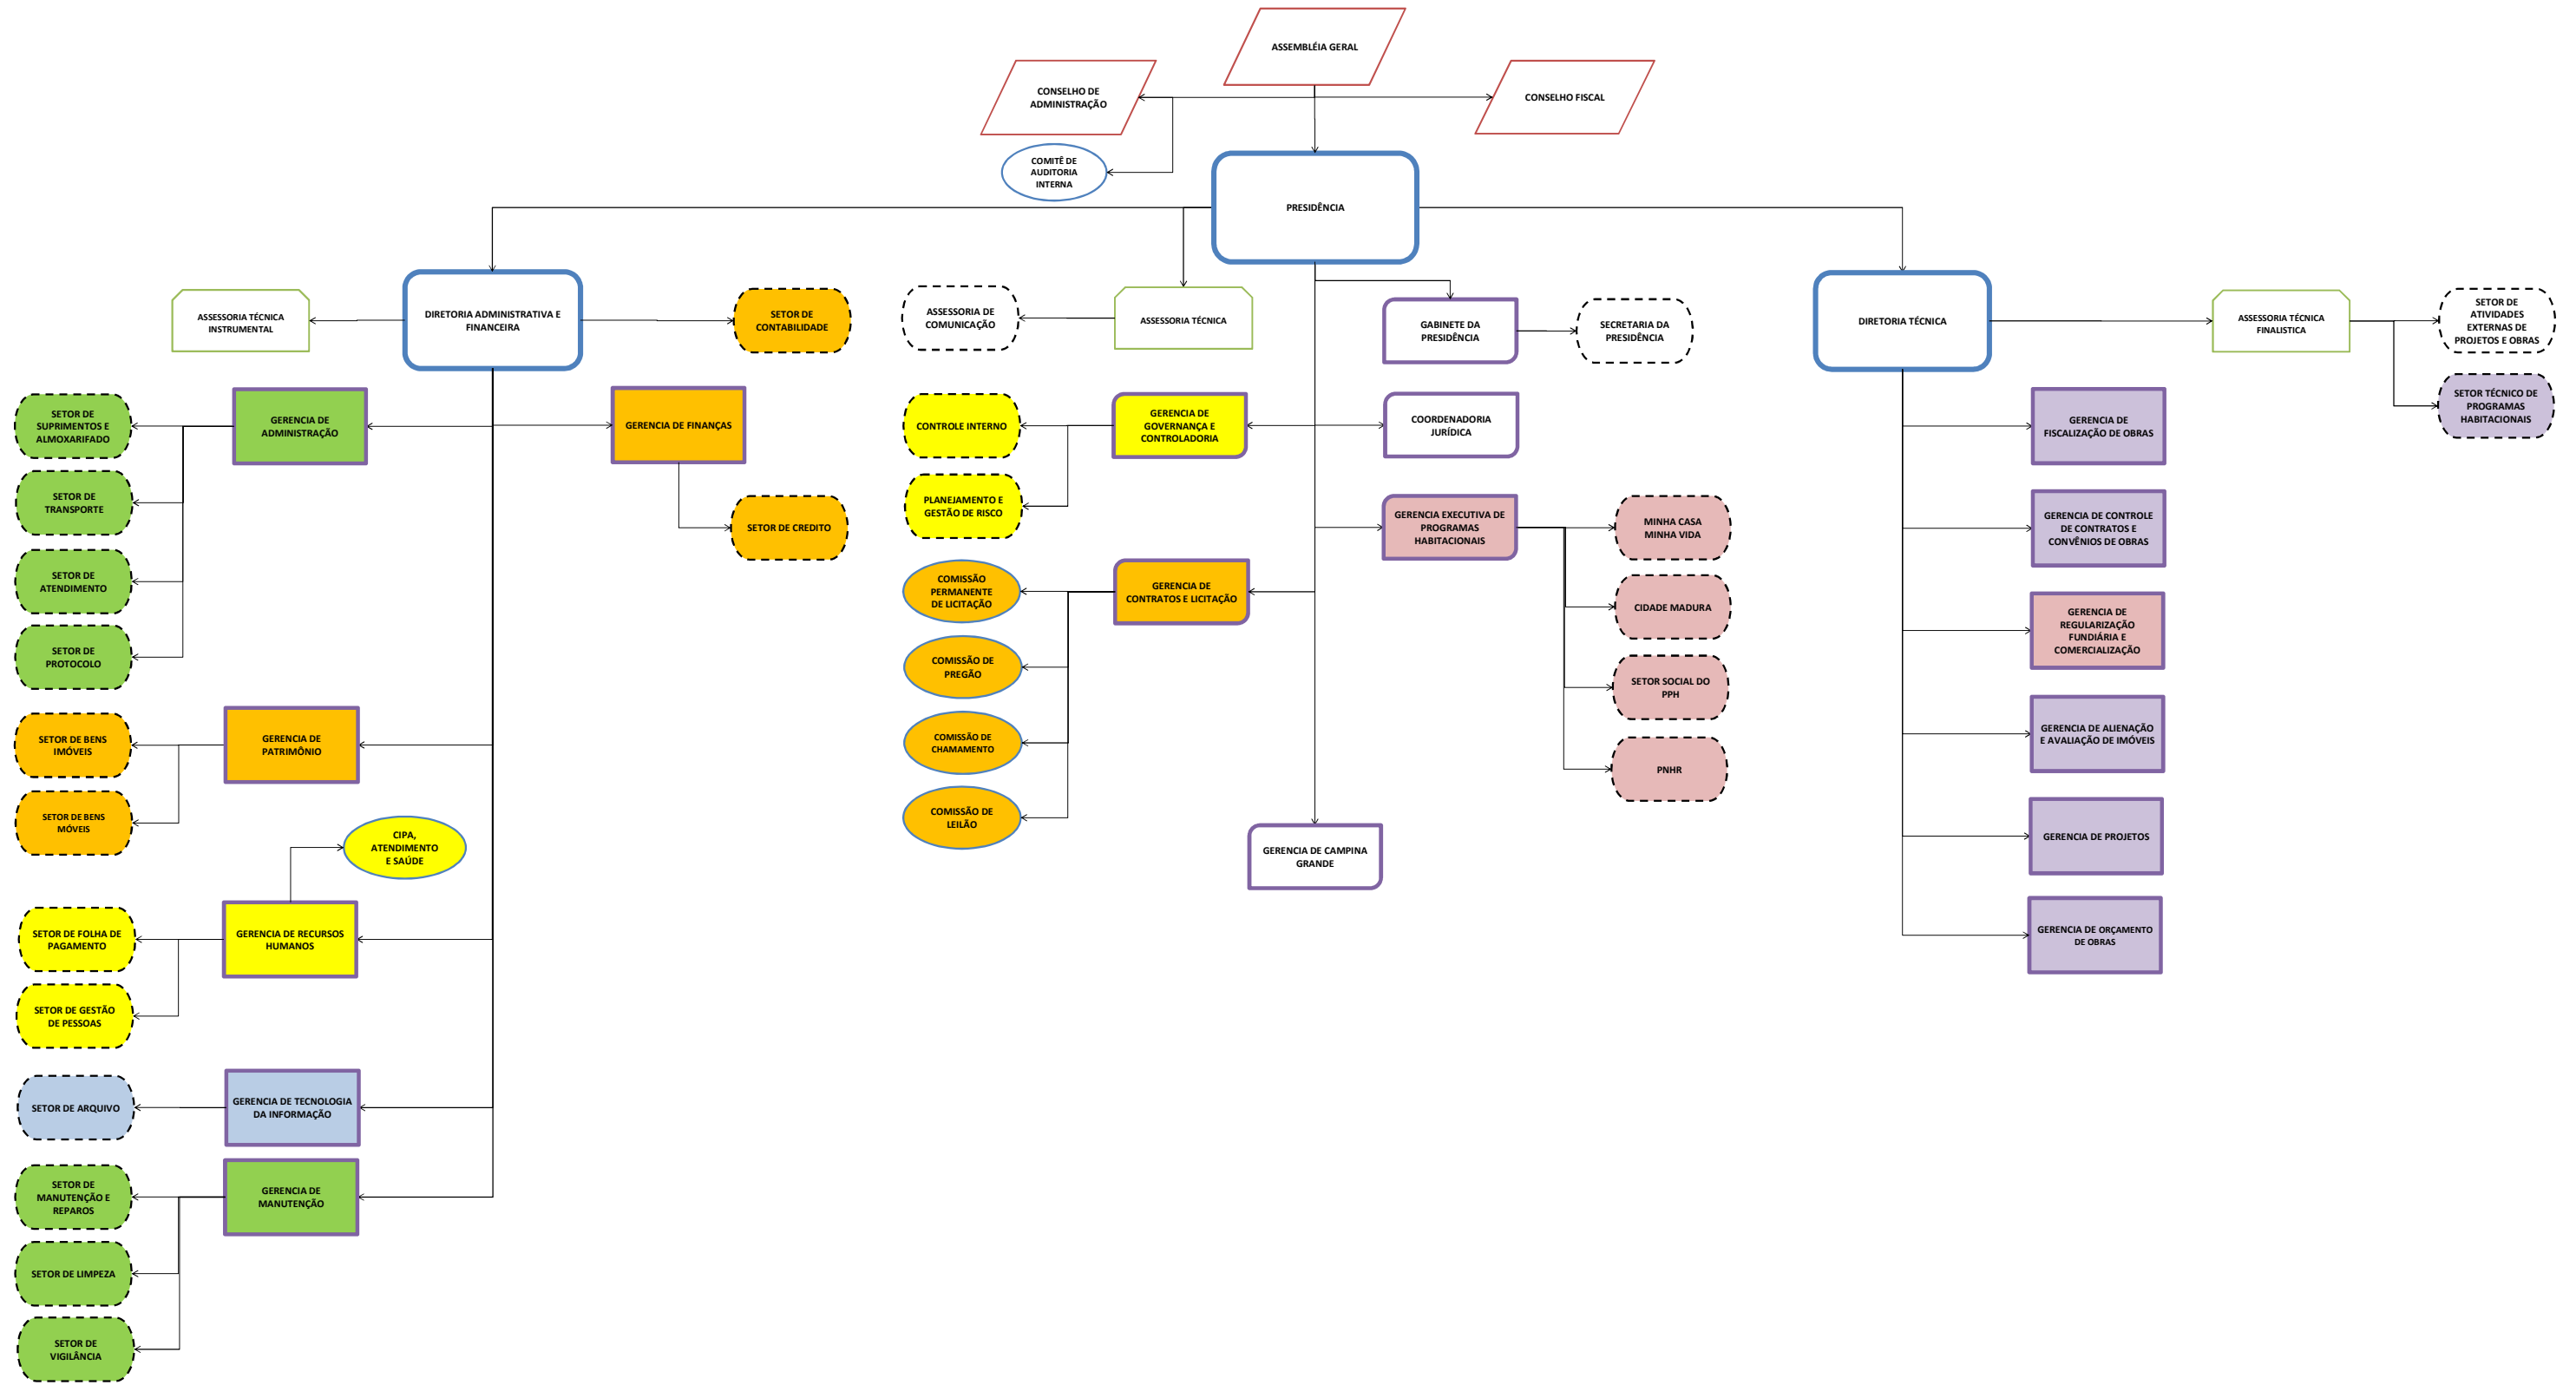 ASSEMBLÉIA GERAL
CONSELHO DE
ADMINISTRAÇÃO
CONSELHO FISCAL
COMITÊ DE
AUDITORIA
INTERNA
PRESIDÊNCIA
ASSESSORIA TÉCNICA
INSTRUMENTAL
DIRETORIA ADMINISTRATIVA E
FINANCEIRA
SETOR DE
CONTABILIDADE
ASSESSORIA DE
COMUNICAÇÃO
ASSESSORIA TÉCNICA
GABINETE DA
PRESIDÊNCIA
SECRETARIA DA
PRESIDÊNCIA
DIRETORIA TÉCNICA
ASSESSORIA TÉCNICA
FINALISTICA
SETOR DE
ATIVIDADES
EXTERNAS DE
PROJETOS E OBRAS
SETOR TÉCNICO DE
PROGRAMAS
HABITACIONAIS
SETOR DE
SUPRIMENTOS E
ALMOXARIFADO
GERENCIA DE
ADMINISTRAÇÃO
GERENCIA DE FINANÇAS
CONTROLE INTERNO
GERENCIA DE
GOVERNANÇA E
CONTROLADORIA
COORDENADORIA
JURÍDICA
GERENCIA DE
FISCALIZAÇÃO DE OBRAS
SETOR DE
TRANSPORTE
SETOR DE CREDITO
PLANEJAMENTO E
GESTÃO DE RISCO
GERENCIA EXECUTIVA DE
PROGRAMAS
HABITACIONAIS
MINHA CASA
MINHA VIDA
GERENCIA DE CONTROLE
DE CONTRATOS E
CONVÊNIOS DE OBRAS
SETOR DE
ATENDIMENTO
COMISSÃO
PERMANENTE
DE LICITAÇÃO
GERENCIA DE
CONTRATOS E LICITAÇÃO
CIDADE MADURA
GERENCIA DE
REGULARIZAÇÃO
FUNDIÁRIA E
COMERCIALIZAÇÃO
SETOR DE
PROTOCOLO
COMISSÃO DE
PREGÃO
SETOR SOCIAL DO
PPH
SETOR DE BENS
IMÓVEIS
GERENCIA DE
PATRIMÔNIO
COMISSÃO DE
CHAMAMENTO
PNHR
GERENCIA DE ALIENAÇÃO
E AVALIAÇÃO DE IMÓVEIS
SETOR DE BENS
MÓVEIS
CIPA,
ATENDIMENTO
E SAÚDE
COMISSÃO DE
LEILÃO
GERENCIA DE CAMPINA
GRANDE
GERENCIA DE PROJETOS
SETOR DE FOLHA DE
PAGAMENTO
GERENCIA DE RECURSOS
HUMANOS
GERENCIA DE ORÇAMENTO
DE OBRAS
SETOR DE GESTÃO
DE PESSOAS
SETOR DE ARQUIVO
GERENCIA DE TECNOLOGIA
DA INFORMAÇÃO
SETOR DE
MANUTENÇÃO E
REPAROS
GERENCIA DE
MANUTENÇÃO
SETOR DE LIMPEZA
SETOR DE
VIGILÂNCIA